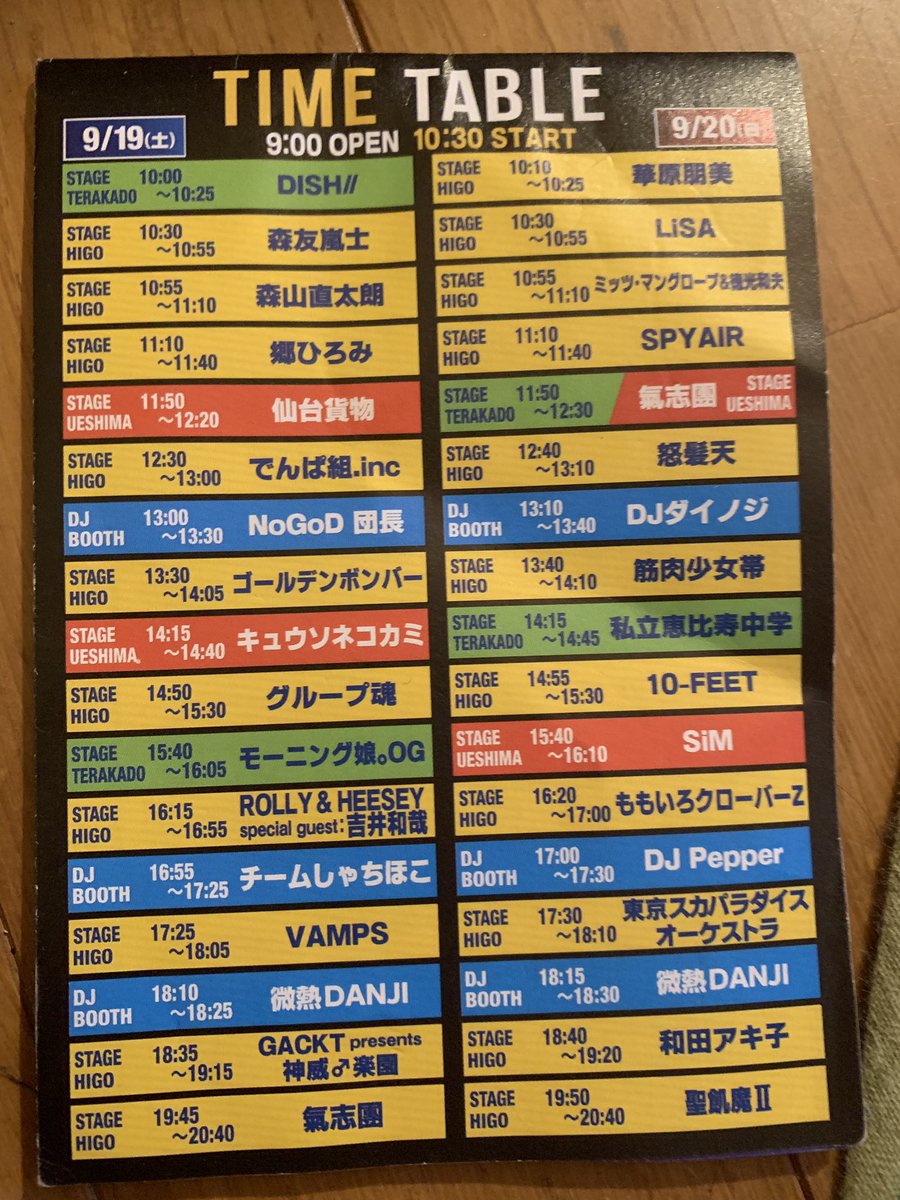 TIME TABLE
9/19(土)
9:00 OPEN 10:30 START
9/20(日)
STAGE TERAKADO 10:00 ～10:25 DISH//
STAGE HIGO 10:30 ～10:55 森友嵐士
STAGE HIGO 10:55 ～11:10 森山直太朗
STAGE HIGO 11:10 ～11:40 郷ひろみ
STAGE UESHIMA 11:50 ～12:20 仙台貨物
STAGE HIGO 12:30 ～13:00 でんぱ組.inc
DJ BOOTH 13:00 ～13:30 NoGoD 団長
STAGE HIGO 13:30 ～14:05 ゴールデンボンバー
STAGE UESHIMA 14:15 ～14:40 キュウソネコカミ
STAGE HIGO 14:50 ～15:30 グループ魂
STAGE TERAKADO 15:40 ～16:05 モーニング娘。OG
STAGE HIGO 16:15 ～16:55 ROLLY & HEESEY special guest:吉井和哉
DJ BOOTH 16:55 ～17:25 チームしゃちほこ
STAGE HIGO 17:25 ～18:05 VAMPS
DJ BOOTH 18:10 ～18:25 微熱DANJI
STAGE HIGO 18:35 ～19:15 GACKT presents 神威♂楽園
STAGE HIGO 19:45 ～20:40 氣志團
STAGE HIGO 10:10 ～10:25 華原朋美
STAGE HIGO 10:30 ～10:55 LiSA
STAGE HIGO 10:55 ～11:10 ミッツ・マングローブ&徳光和夫
STAGE HIGO 11:10 ～11:40 SPYAIR
STAGE TERAKADO 11:50 ～12:30 氣志團 STAGE UESHIMA
STAGE HIGO 12:40 ～13:10 怒髪天
DJ BOOTH 13:10 ～13:40 DJダイノジ
STAGE HIGO 13:40 ～14:10 筋肉少女帯
STAGE TERAKADO 14:15 ～14:45 私立恵比寿中学
STAGE HIGO 14:55 ～15:30 10-FEET
STAGE UESHIMA 15:40 ～16:10 SiM
STAGE HIGO 16:20 ～17:00 ももいろクローバーZ
DJ BOOTH 17:00 ～17:30 DJ Pepper
STAGE HIGO 17:30 ～18:10 東京スカパラダイスオーケストラ
DJ BOOTH 18:15 ～18:30 微熱DANJI
STAGE HIGO 18:40 ～19:20 和田アキ子
STAGE HIGO 19:50 ～20:40 聖飢魔Ⅱ